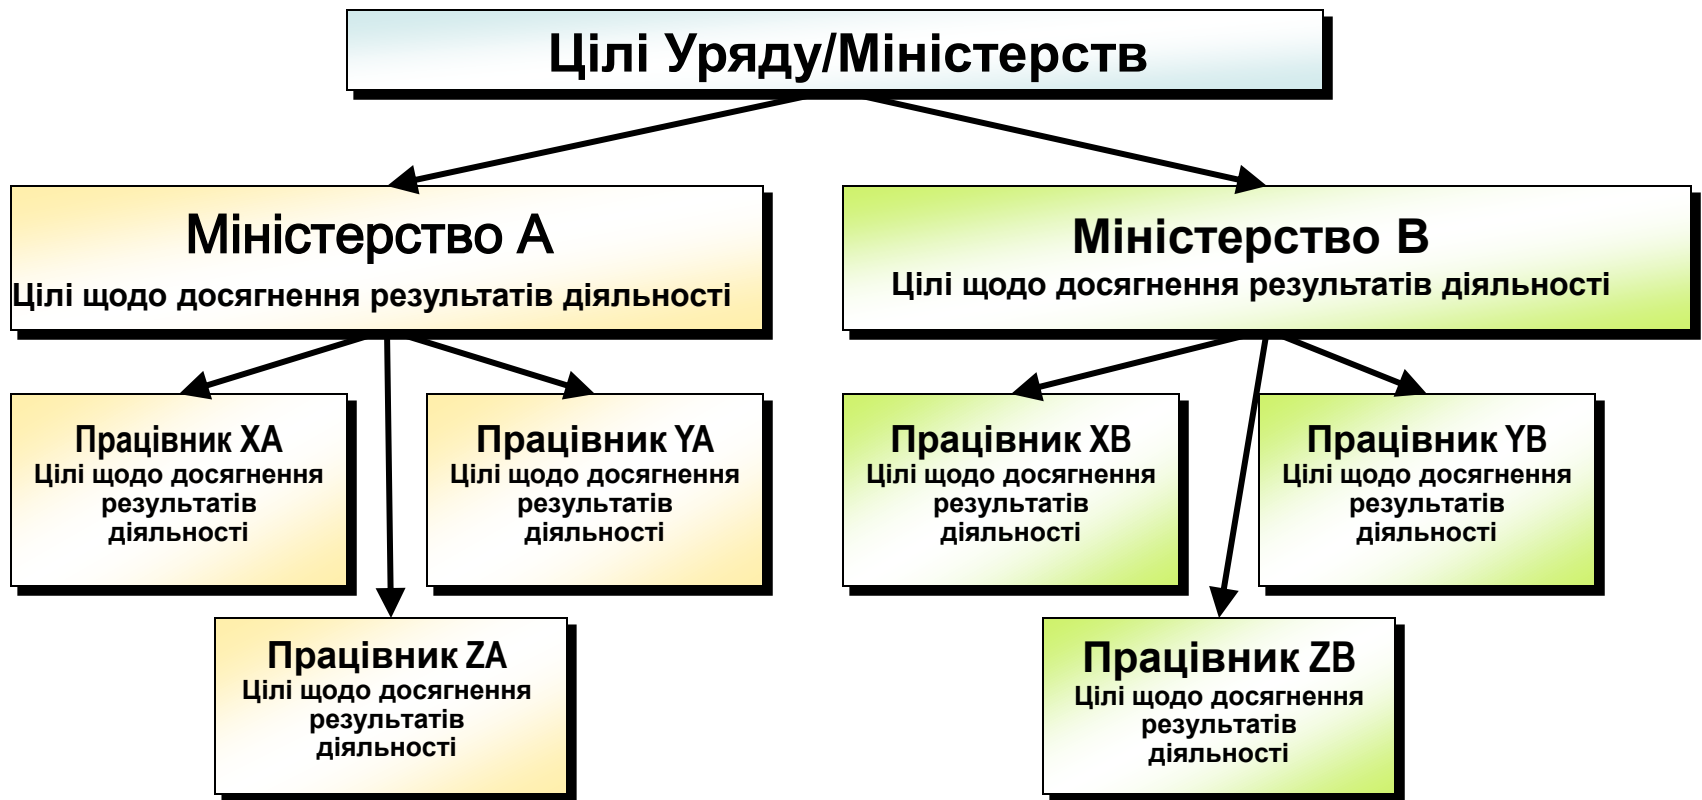 Цілі Уряду/Міністерств
Міністерство А
Цілі щодо досягнення результатів діяльності
Міністерство В
Цілі щодо досягнення результатів діяльності
Працівник XA
Цілі щодо досягнення
результатів
діяльності
Працівник YA
Цілі щодо досягнення
результатів
діяльності
Працівник XB
Цілі щодо досягнення
результатів
діяльності
Працівник YB
Цілі щодо досягнення
результатів
діяльності
Працівник ZA
Цілі щодо досягнення
результатів
діяльності
Працівник ZB
Цілі щодо досягнення
результатів
діяльності